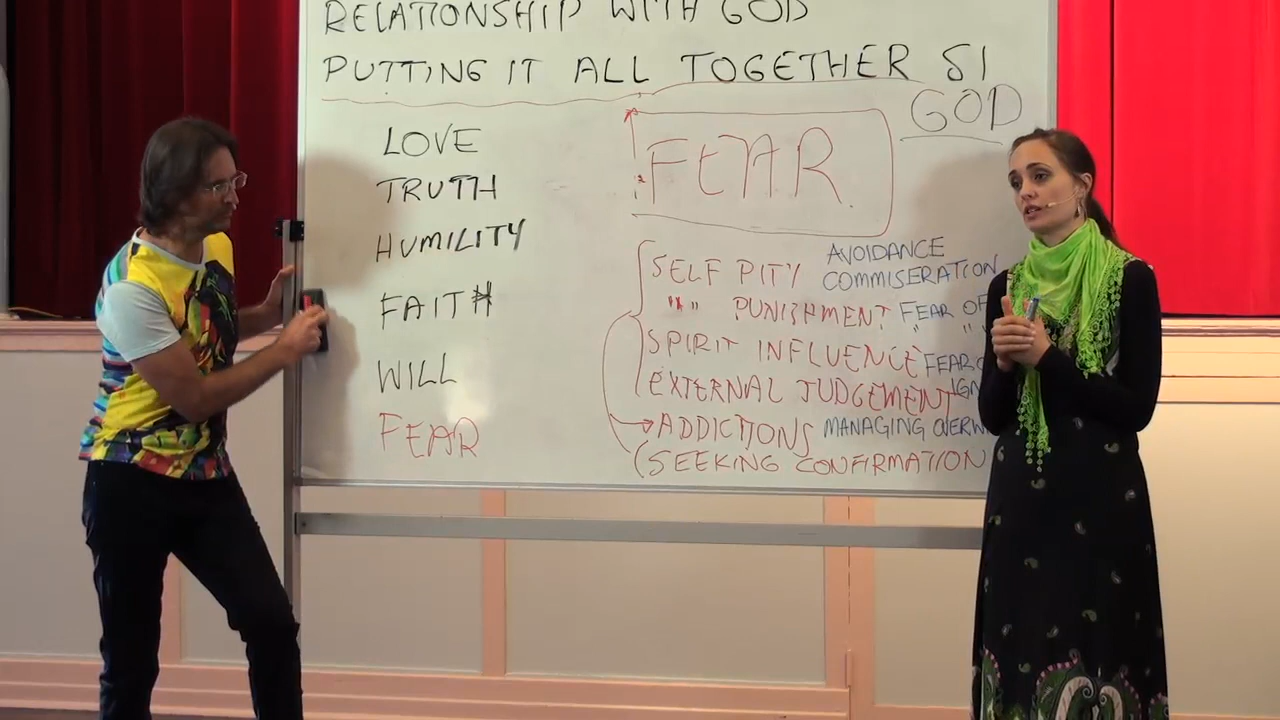 RELATIONSHIP WITH GOD
PUTTING IT ALL TOGETHER S1
GOD
LOVE
TRUTH
HUMILITY
FAITH
WILL
FEAR
FEAR
SELF PITY AVOIDANCE COMMISERATION
" " PUNISHMENT FEAR OF
SPIRIT INFLUENCE FEAR
EXTERNAL JUDGEMENT
ADDICTIONS MANAGING
(SEEKING CONFIRMATION